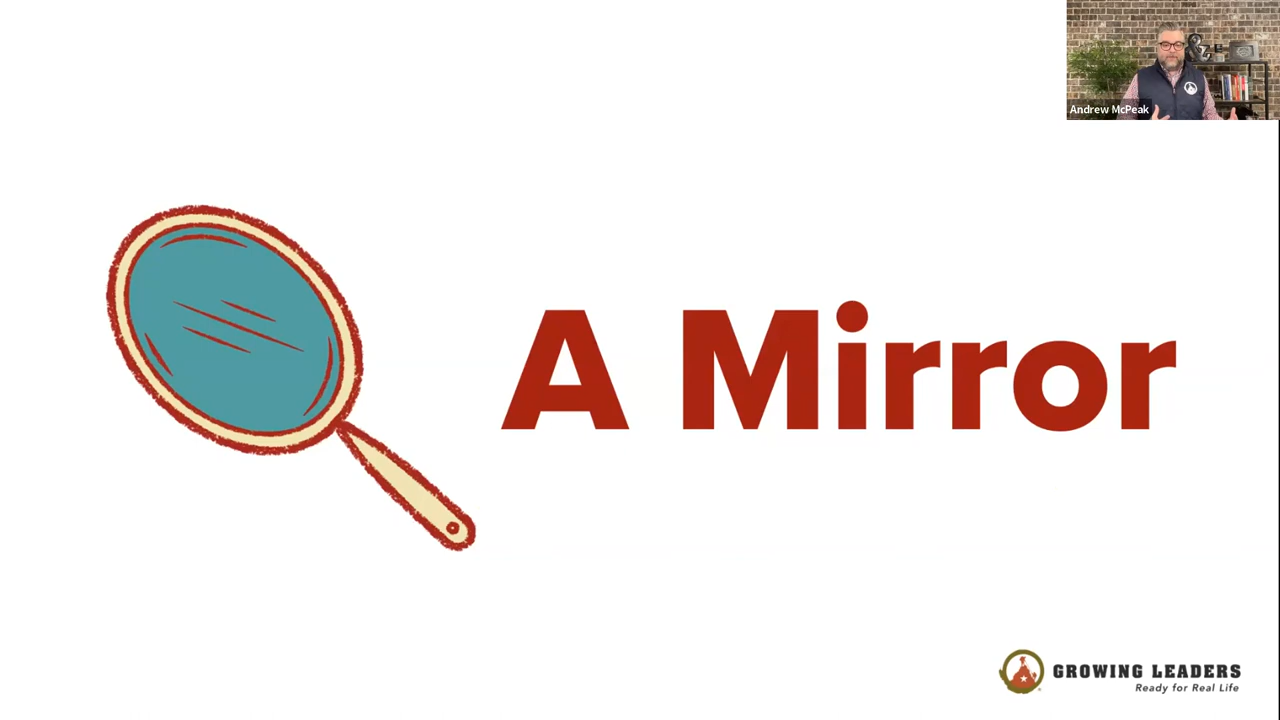 Andrew McPeak
A Mirror
GROWING LEADERS
Ready for Real Life